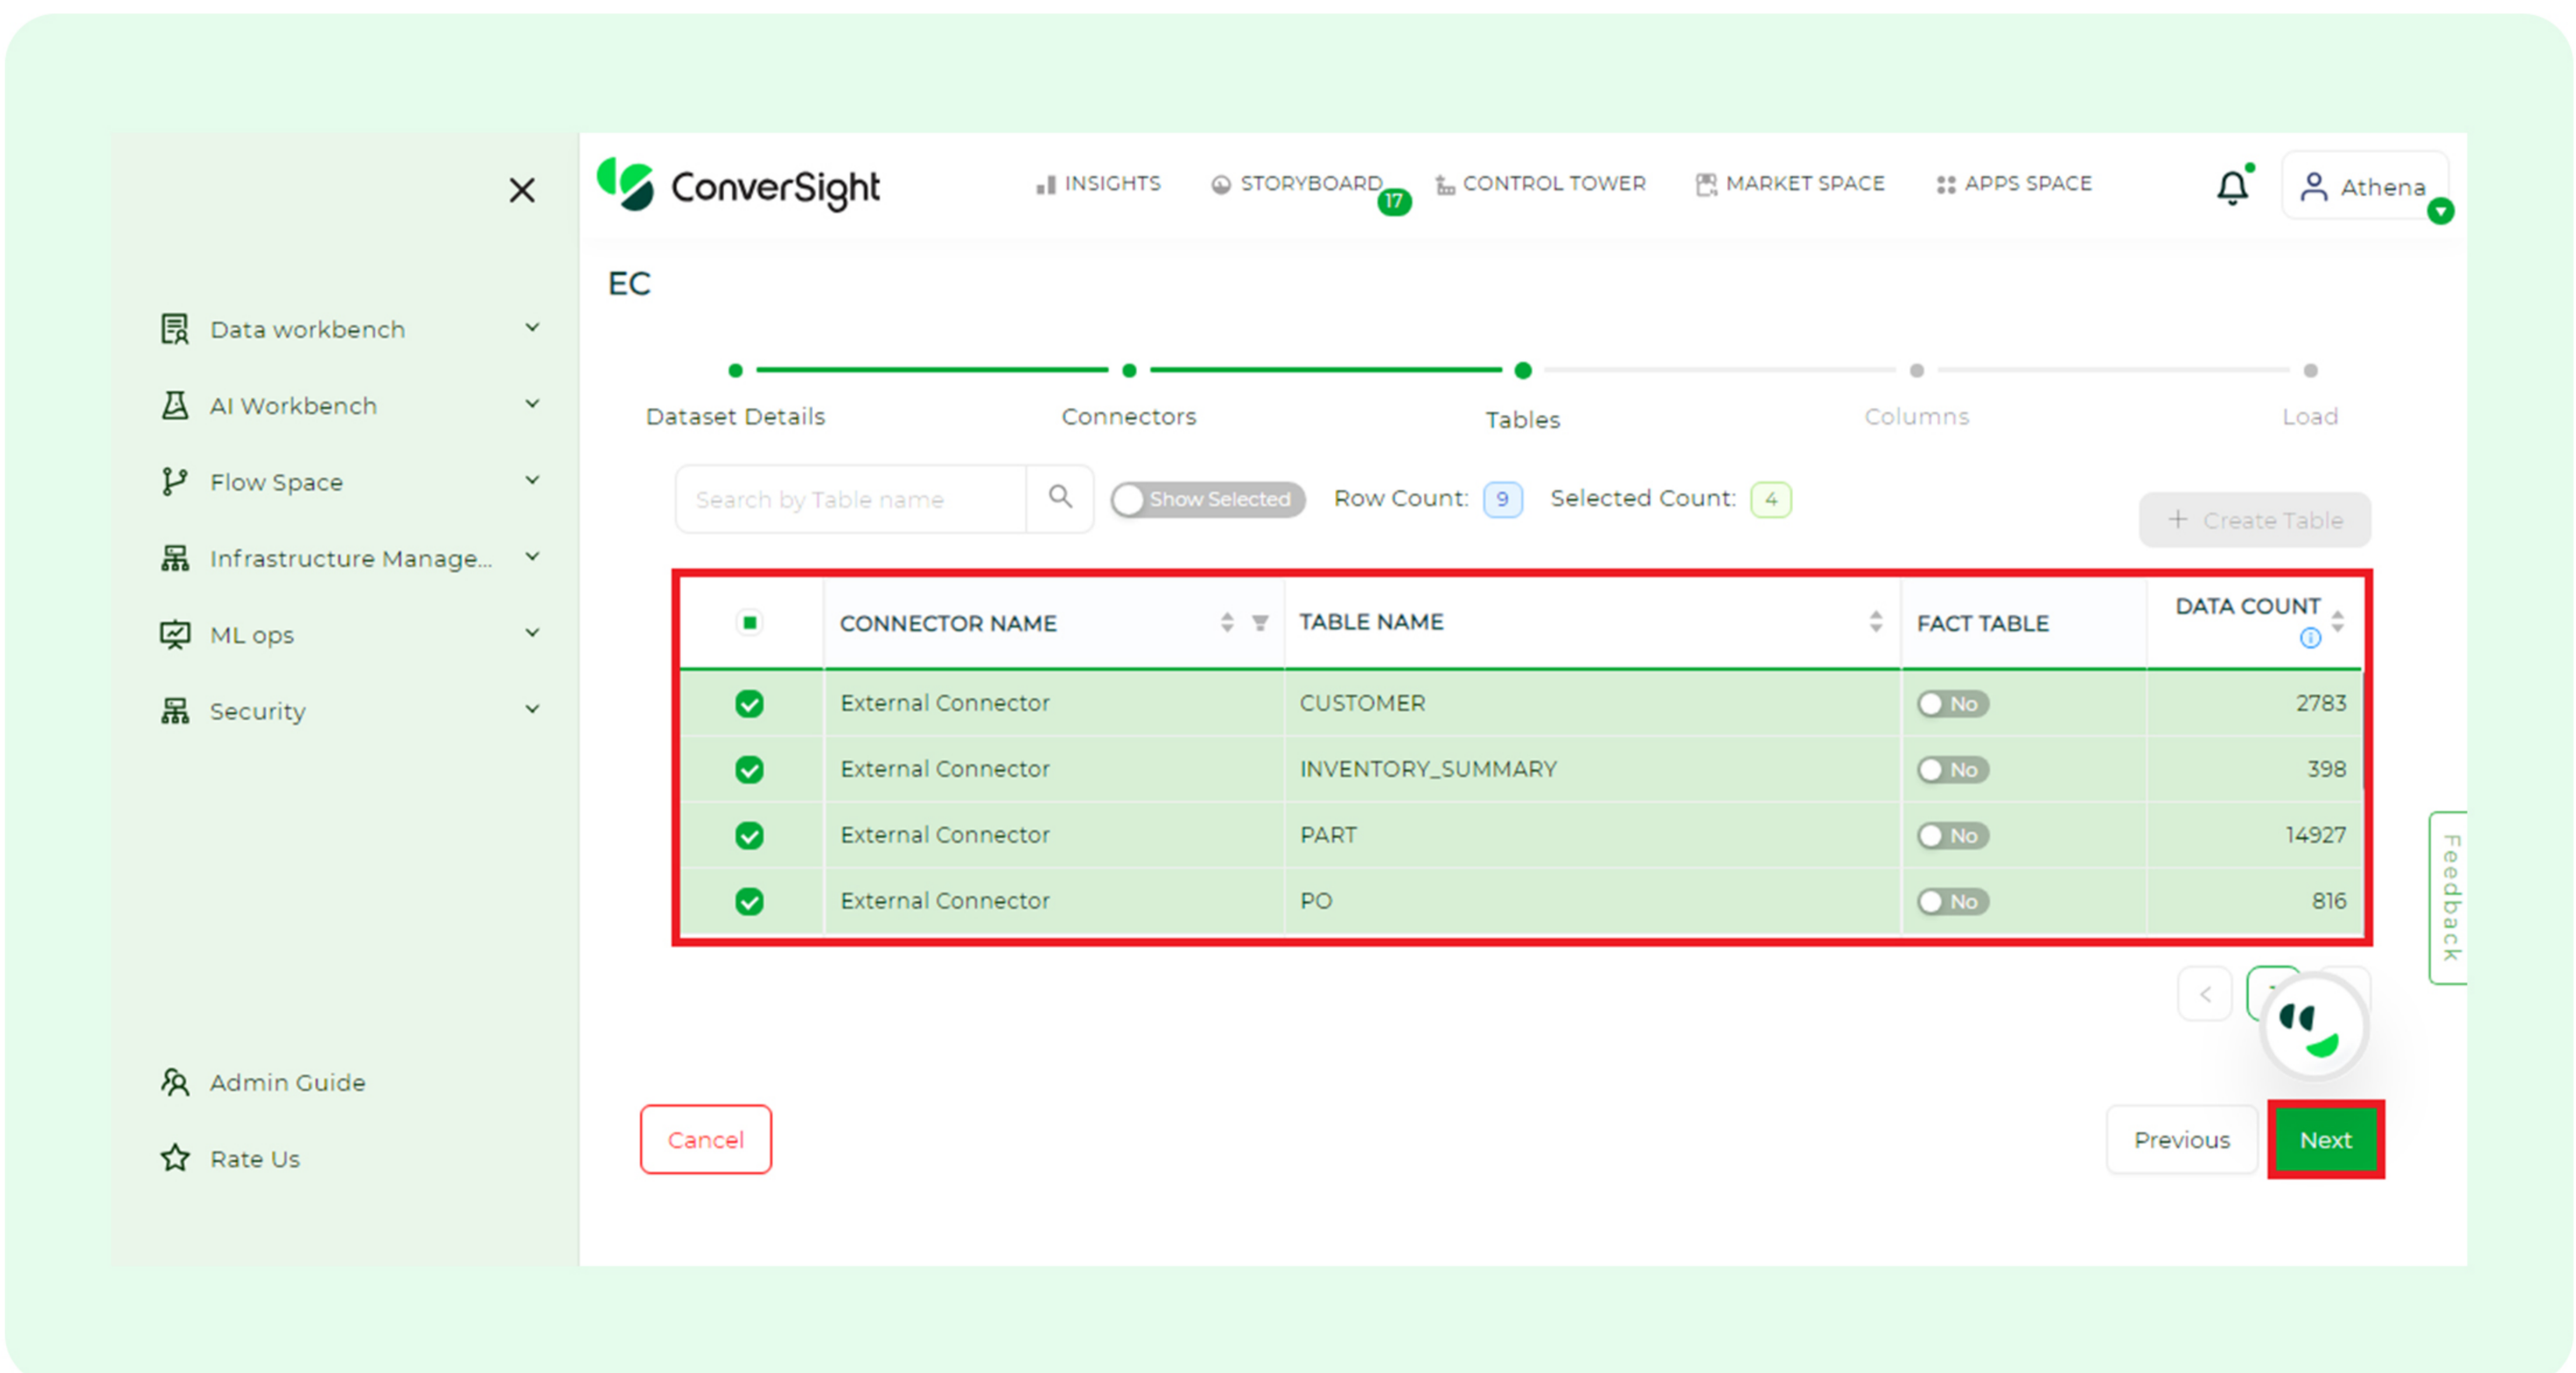 ConverSight
INSIGHTS
STORYBOARD
17
CONTROL TOWER
MARKET SPACE
APPS SPACE
Athena
Data workbench
AI Workbench
Flow Space
Infrastructure Manage...
ML ops
Security
Admin Guide
Rate Us
EC
Dataset Details
Connectors
Tables
Columns
Load
Search by Table name
Show Selected
Row Count: 9
Selected Count: 4
+ Create Table
CONNECTOR NAME TABLE NAME FACT TABLE DATA COUNT
External Connector CUSTOMER No 2783
External Connector INVENTORY_SUMMARY No 398
External Connector PART No 14927
External Connector PO No 816
Feedback
Cancel
Previous
Next